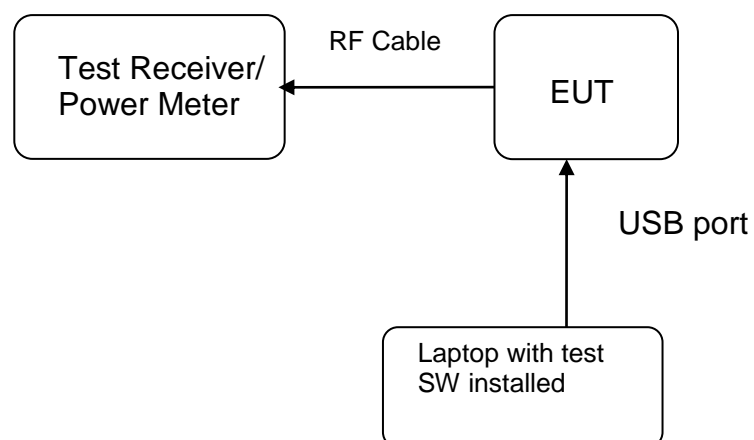 RF Cable
Test Receiver/
Power Meter
EUT
USB port
Laptop with test
SW installed